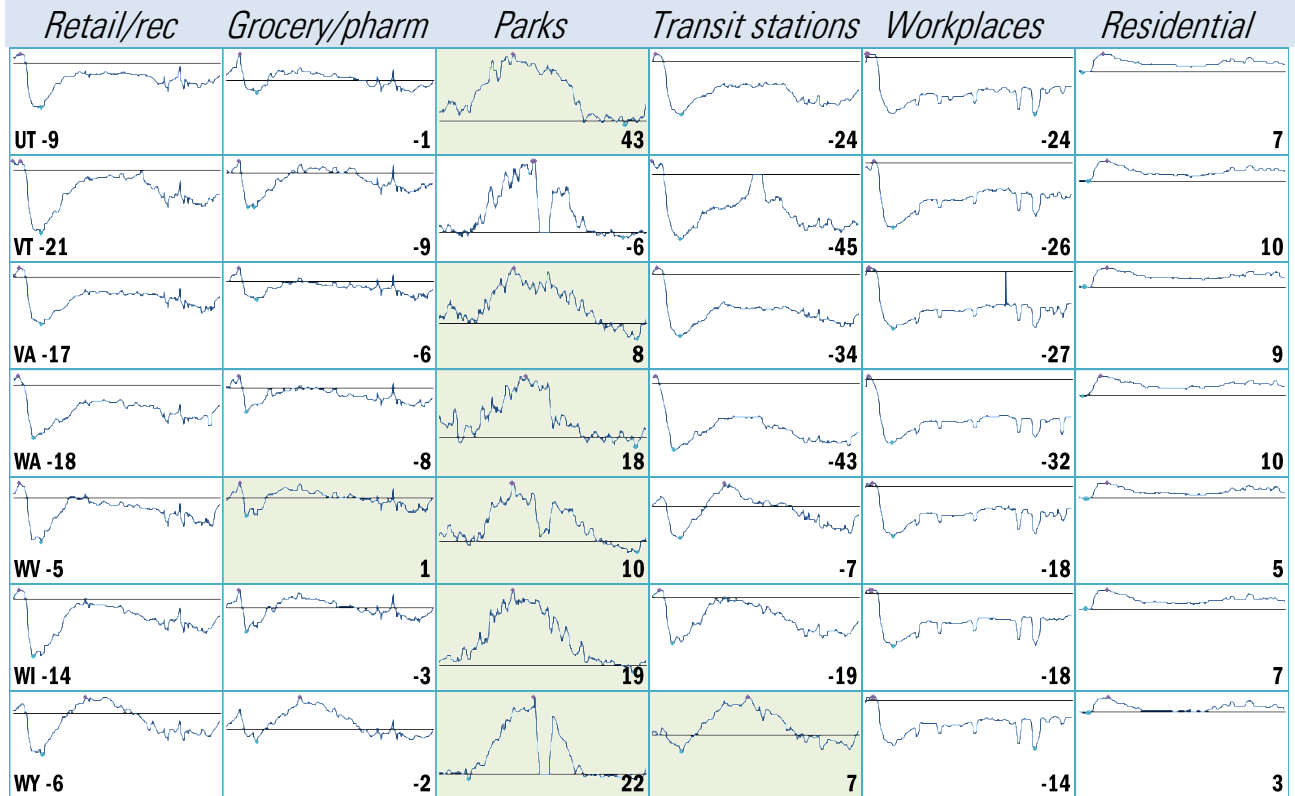 Retail/rec Grocery/pharm Parks Transit stations Workplaces Residential
UT -9 -1 43 -24 -24 7
VT -21 -9 -6 -45 -26 10
VA -17 -6 8 -34 -27 9
WA -18 -8 18 -43 -32 10
WV -5 1 10 -7 -18 5
WI -14 -3 19 -19 -18 7
WY -6 -2 22 7 -14 3